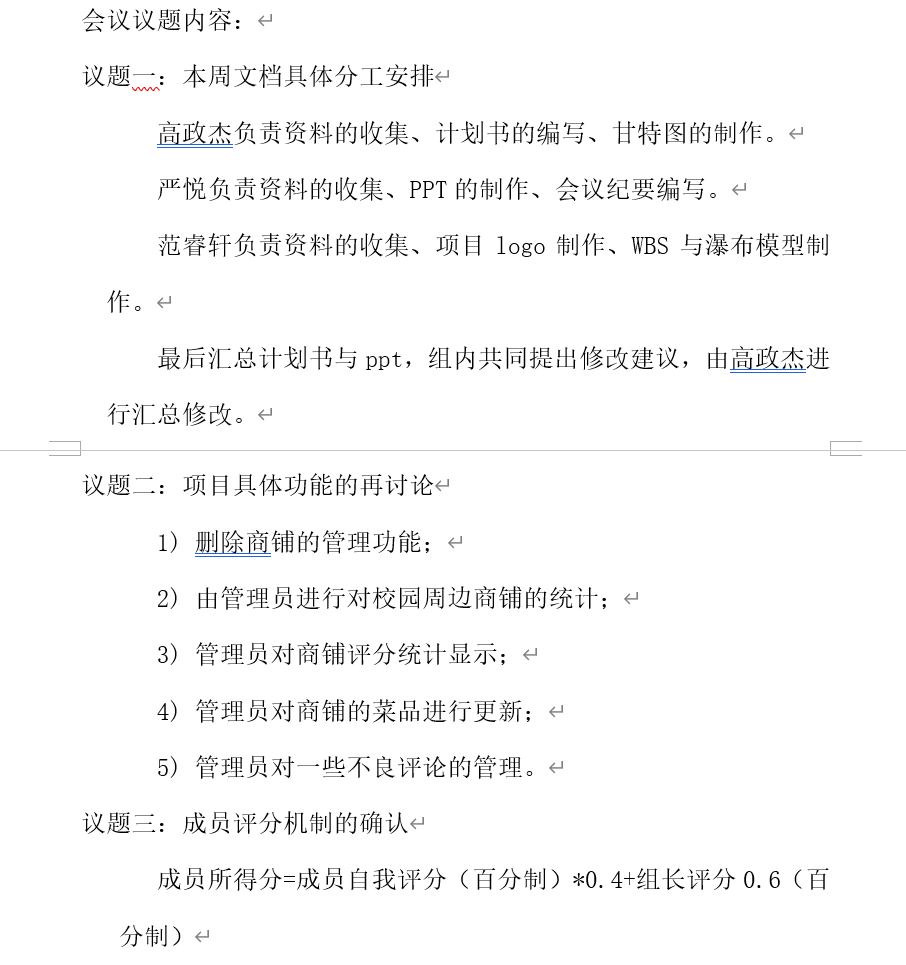 会议议题内容：
议题一：本周文档具体分工安排
高政杰负责资料的收集、计划书的编写、甘特图的制作。
严悦负责资料的收集、PPT的制作、会议纪要编写。
范睿轩负责资料的收集、项目 logo 制作、WBS 与瀑布模型制
作。
最后汇总计划书与ppt，组内共同提出修改建议，由高政杰进
行汇总修改。
议题二：项目具体功能的再讨论
1) 删除商铺的管理功能；
2) 由管理员进行对校园周边商铺的统计；
3) 管理员对商铺评分统计显示；
4) 管理员对商铺的菜品进行更新；
5) 管理员对一些不良评论的管理。
议题三：成员评分机制的确认
成员所得分=成员自我评分（百分制）*0.4+组长评分 0.6（百
分制）